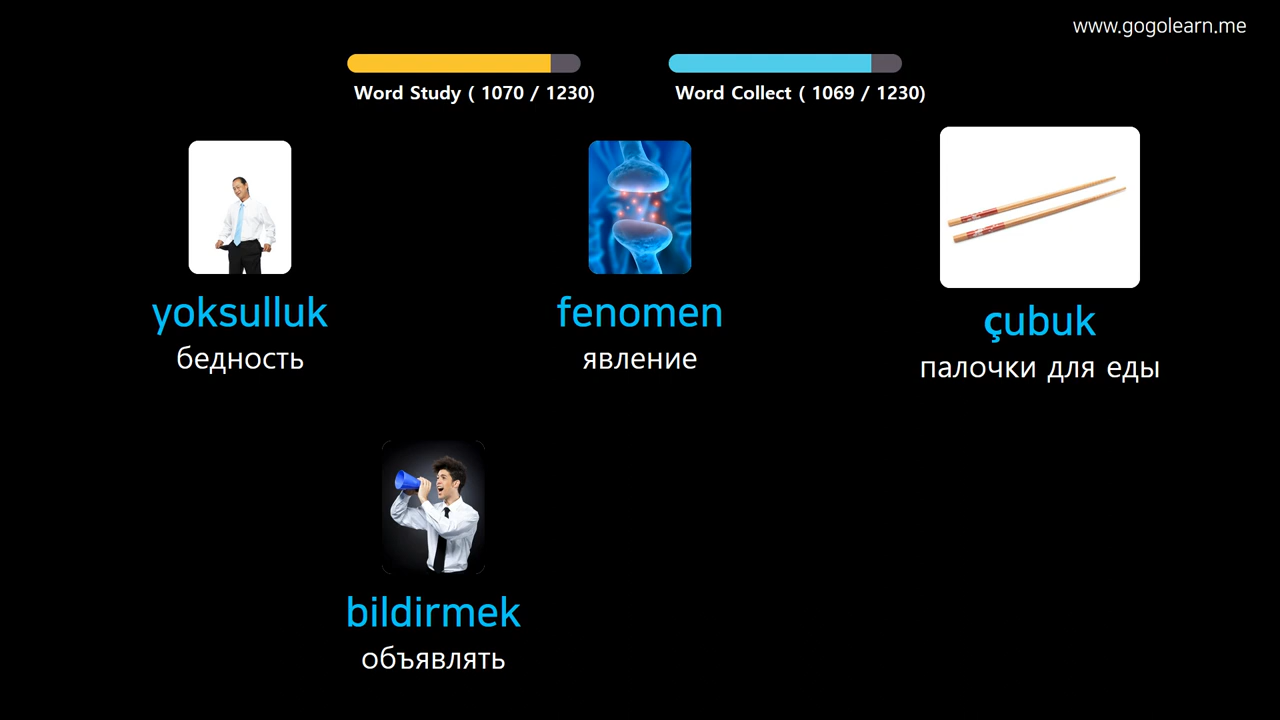 www.gogolearn.me
Word Study ( 1070 / 1230)
Word Collect ( 1069 / 1230)
yoksulluk
бедность
fenomen
явление
çubuk
палочки для еды
bildirmek
объявлять